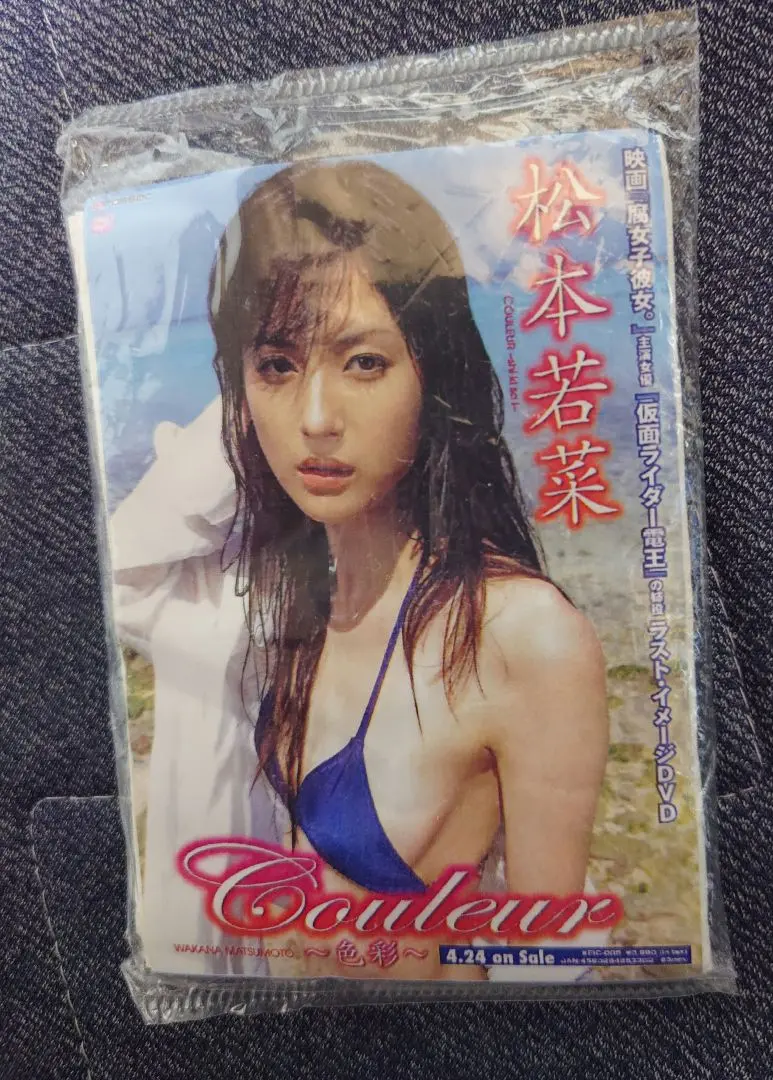 映画『腐女子彼女。』主演女優
『仮面ライダー電王』の姉役 ラスト・イメージDVD
松本若菜
Couleur
WAKANA MATSUMOTO
～色彩～
4.24 on Sale